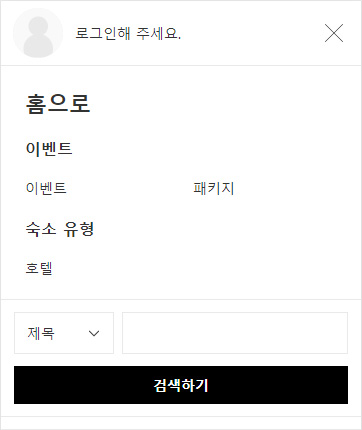 로그인해 주세요.
홈으로
이벤트
이벤트 패키지
숙소 유형
호텔
제목
검색하기